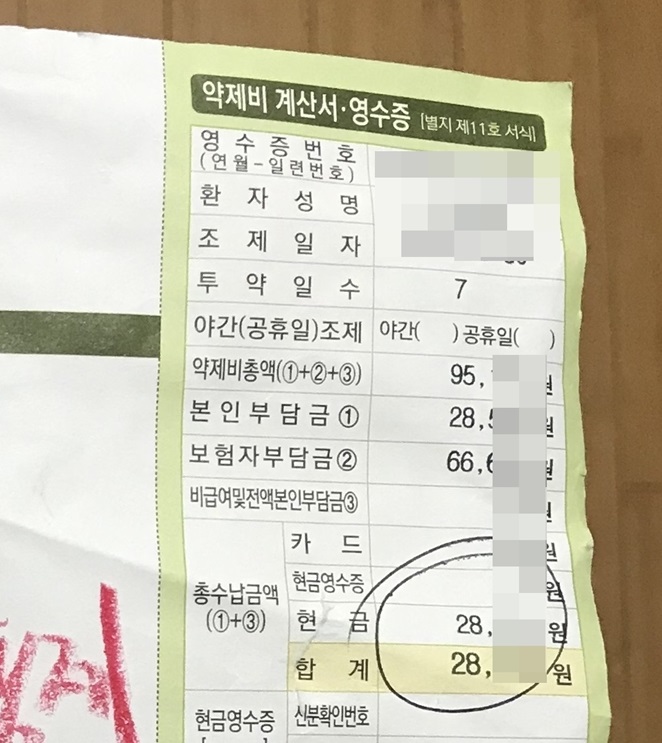 약제비 계산서·영수증 [별지 제11호 서식]
영수증번호
(연월-일련번호)
환자성명
조제일자
투약일수 7
야간(공휴일)조제 야간( ) 공휴일( )
약제비총액(①+②+③) 95, 원
본인부담금① 28,5 원
보험자부담금② 66,6 원
비급여및전액본인부담금③ 원
총수납금액
(①+③)
카드 원
현금영수증 원
현금 28, 원
합계 28, 원
현금영수증 신분확인번호